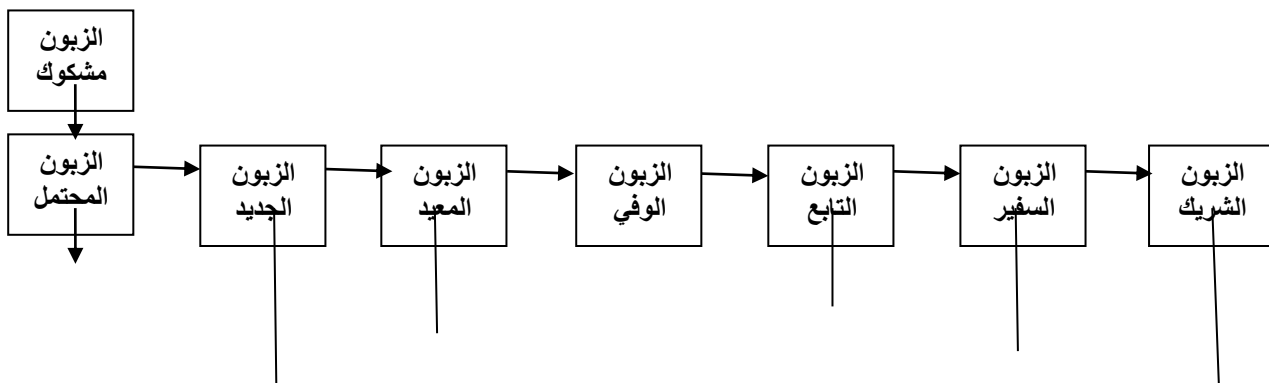 الزبون
مشكوك
الزبون
المحتمل
الزبون
الجديد
الزبون
المعيد
الزبون
الوفي
الزبون
التابع
الزبون
السفير
الزبون
الشريك